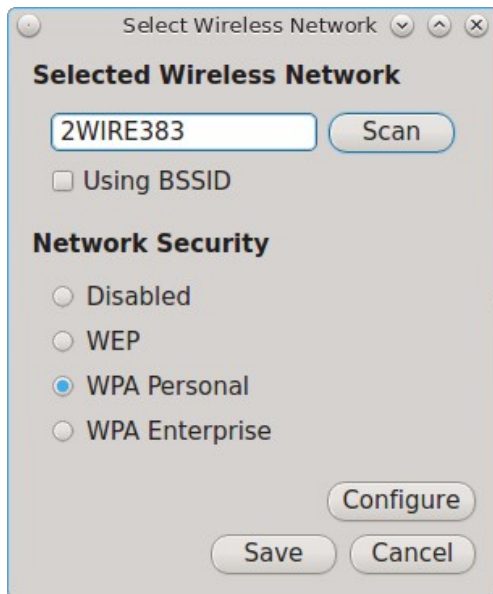 Select Wireless Network
Selected Wireless Network
2WIRE383 Scan
Using BSSID
Network Security
Disabled
WEP
WPA Personal
WPA Enterprise
Configure
Save Cancel